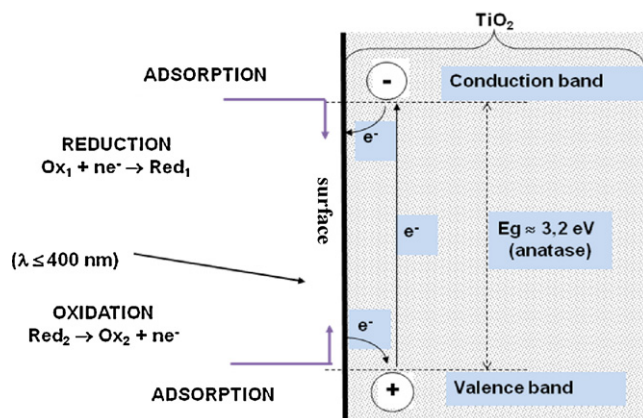 TiO₂
ADSORPTION
-
Conduction band
e⁻
REDUCTION
Ox₁ + ne⁻ → Red₁
surface
e⁻
Eg ≈ 3,2 eV
(anatase)
(λ ≤ 400 nm)
OXIDATION
Red₂ → Ox₂ + ne⁻
e⁻
ADSORPTION
+
Valence band